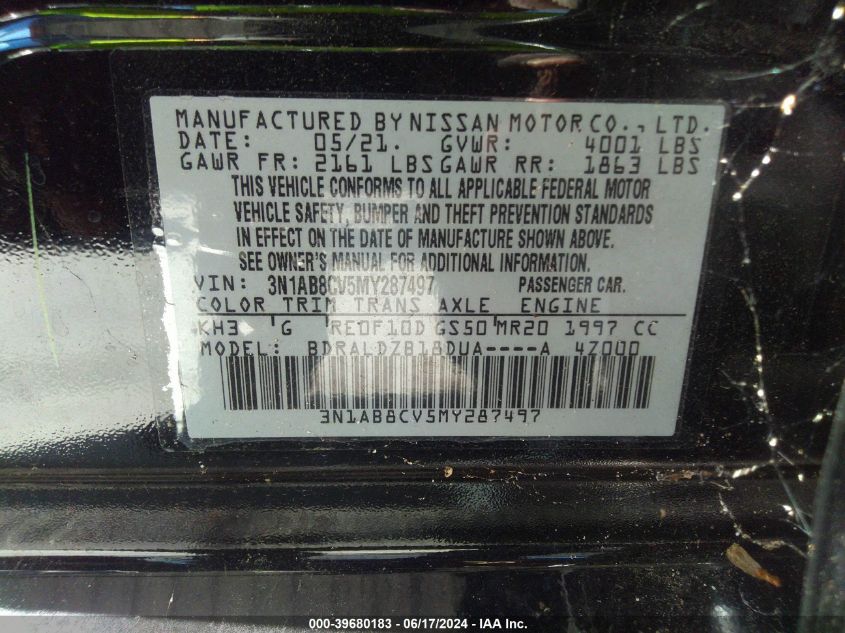 MANUFACTURED BY NISSAN MOTOR CO., LTD.
DATE: 05/21. GVWR: 4001 LBS
GAWR FR: 2161 LBS GAWR RR: 1863 LBS
THIS VEHICLE CONFORMS TO ALL APPLICABLE FEDERAL MOTOR
VEHICLE SAFETY, BUMPER AND THEFT PREVENTION STANDARDS
IN EFFECT ON THE DATE OF MANUFACTURE SHOWN ABOVE.
SEE OWNER'S MANUAL FOR ADDITIONAL INFORMATION.
VIN: 3N1AB8CV5MY287497 PASSENGER CAR.
COLOR TRIM TRANS AXLE ENGINE
KH3 G RE0F10D GS50 MR20 1997 CC
MODEL: BDRALDZB18DUA----A 4Z000
3N1AB8CV5MY287497
000-39680183 - 06/17/2024 - IAA Inc.